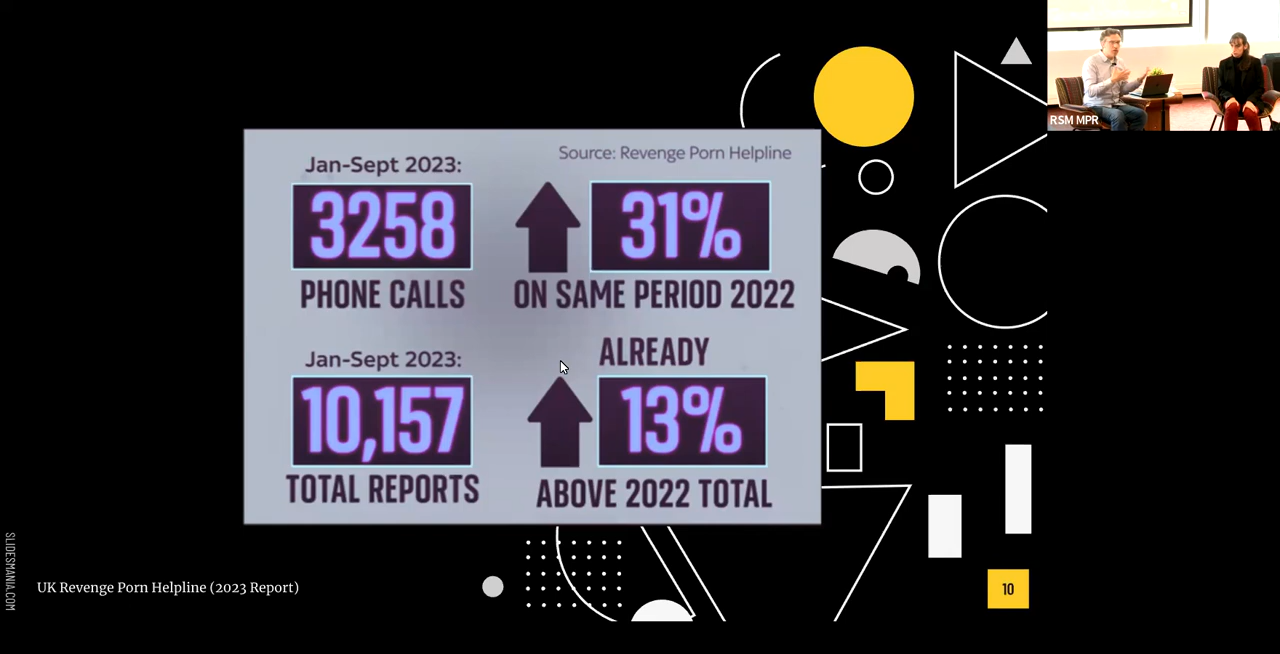 RSM MPR
Source: Revenge Porn Helpline
Jan-Sept 2023:
3258
PHONE CALLS
31%
ON SAME PERIOD 2022
Jan-Sept 2023:
10,157
TOTAL REPORTS
ALREADY
13%
ABOVE 2022 TOTAL
SLIDESMANIA.COM
UK Revenge Porn Helpline (2023 Report)
10